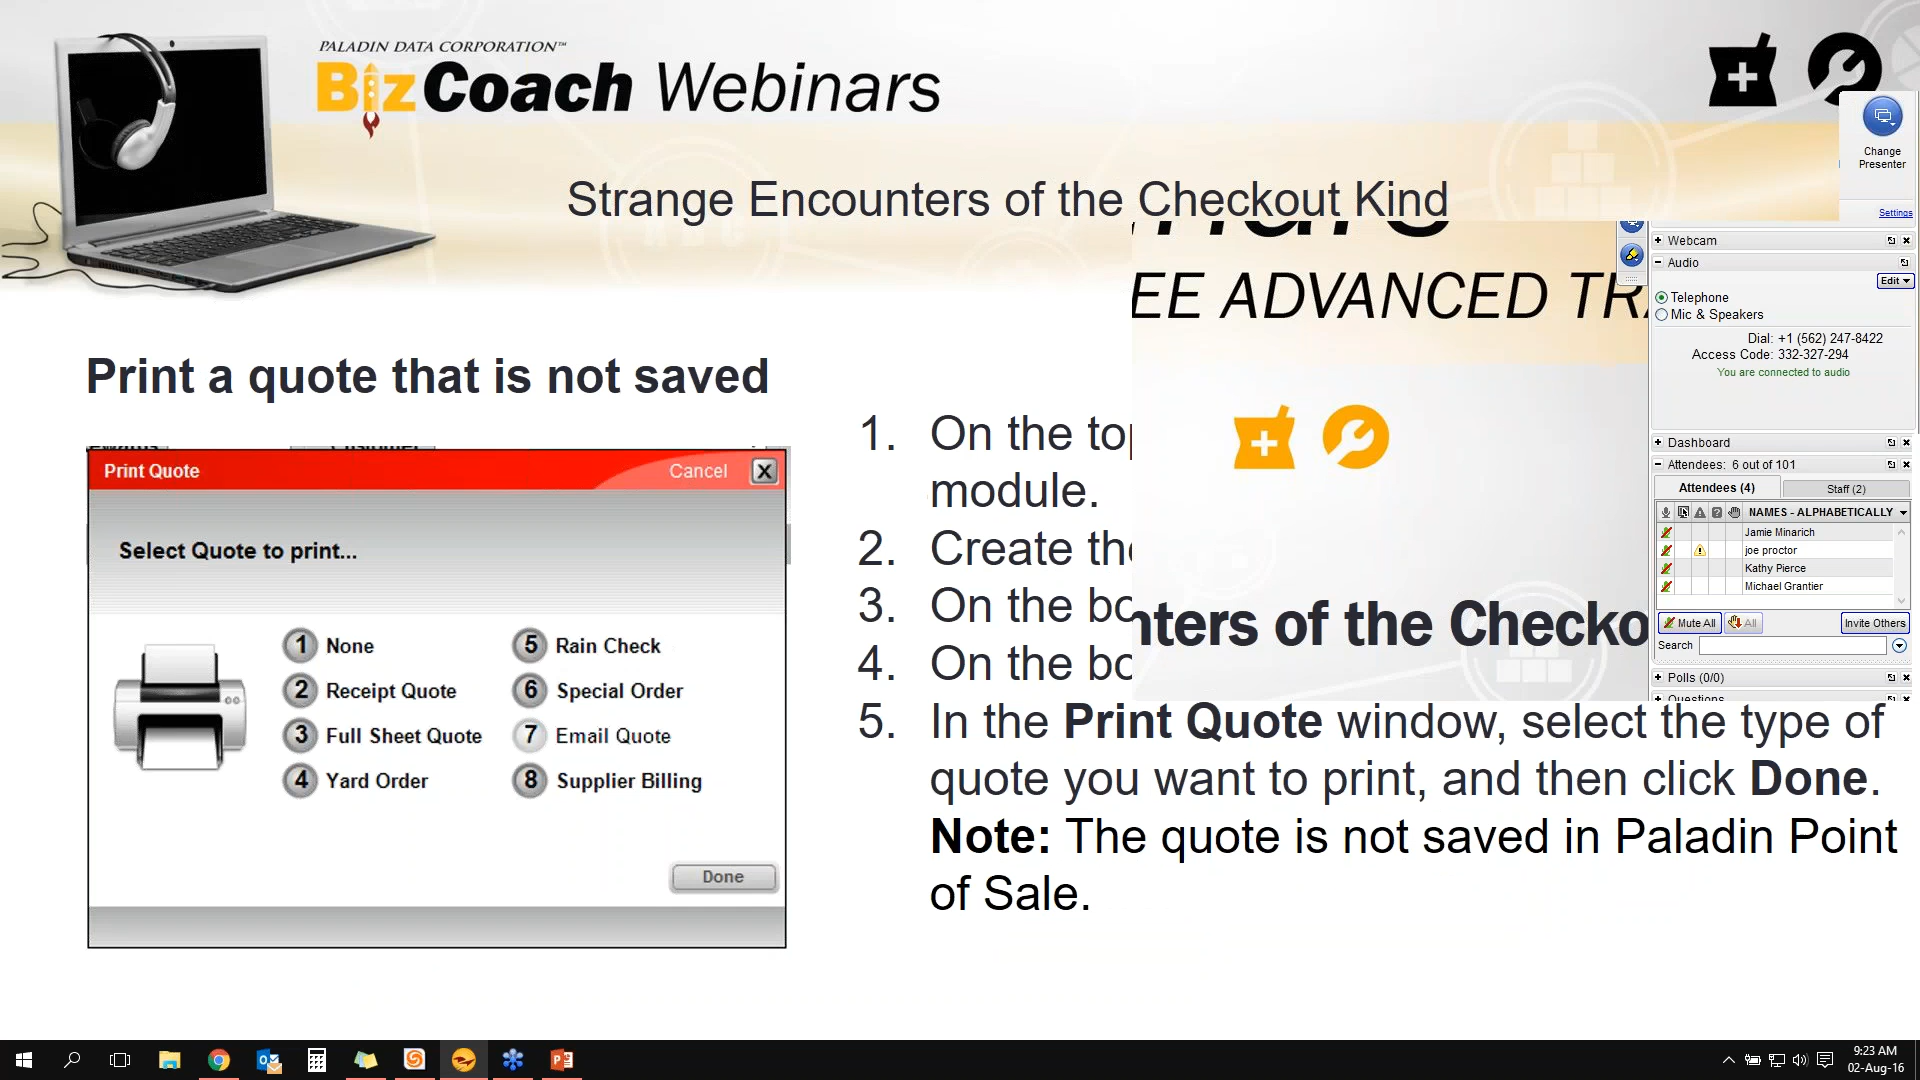 PALADIN DATA CORPORATION™
BizCoach Webinars
Strange Encounters of the Checkout Kind
Change
Presenter
Settings
EE ADVANCED TR
Webcam
Audio
Edit
Telephone
Mic & Speakers
Dial: +1 (562) 247-8422
Access Code: 332-327-294
You are connected to audio
Dashboard
Attendees: 6 out of 101
Attendees (4)
Staff (2)
NAMES - ALPHABETICALLY
Jamie Minarich
joe proctor
Kathy Pierce
Michael Grantier
Mute All
All
Invite Others
Search
Polls (0/0)
Questions
nters of the Checko
Print a quote that is not saved
Print Quote
Cancel
X
Select Quote to print...
1 None
2 Receipt Quote
3 Full Sheet Quote
4 Yard Order
5 Rain Check
6 Special Order
7 Email Quote
8 Supplier Billing
Done
1. On the top
module.
2. Create the
3. On the bo
4. On the bo
5. In the Print Quote window, select the type of
quote you want to print, and then click Done.
Note: The quote is not saved in Paladin Point
of Sale.
9:23 AM
02-Aug-16